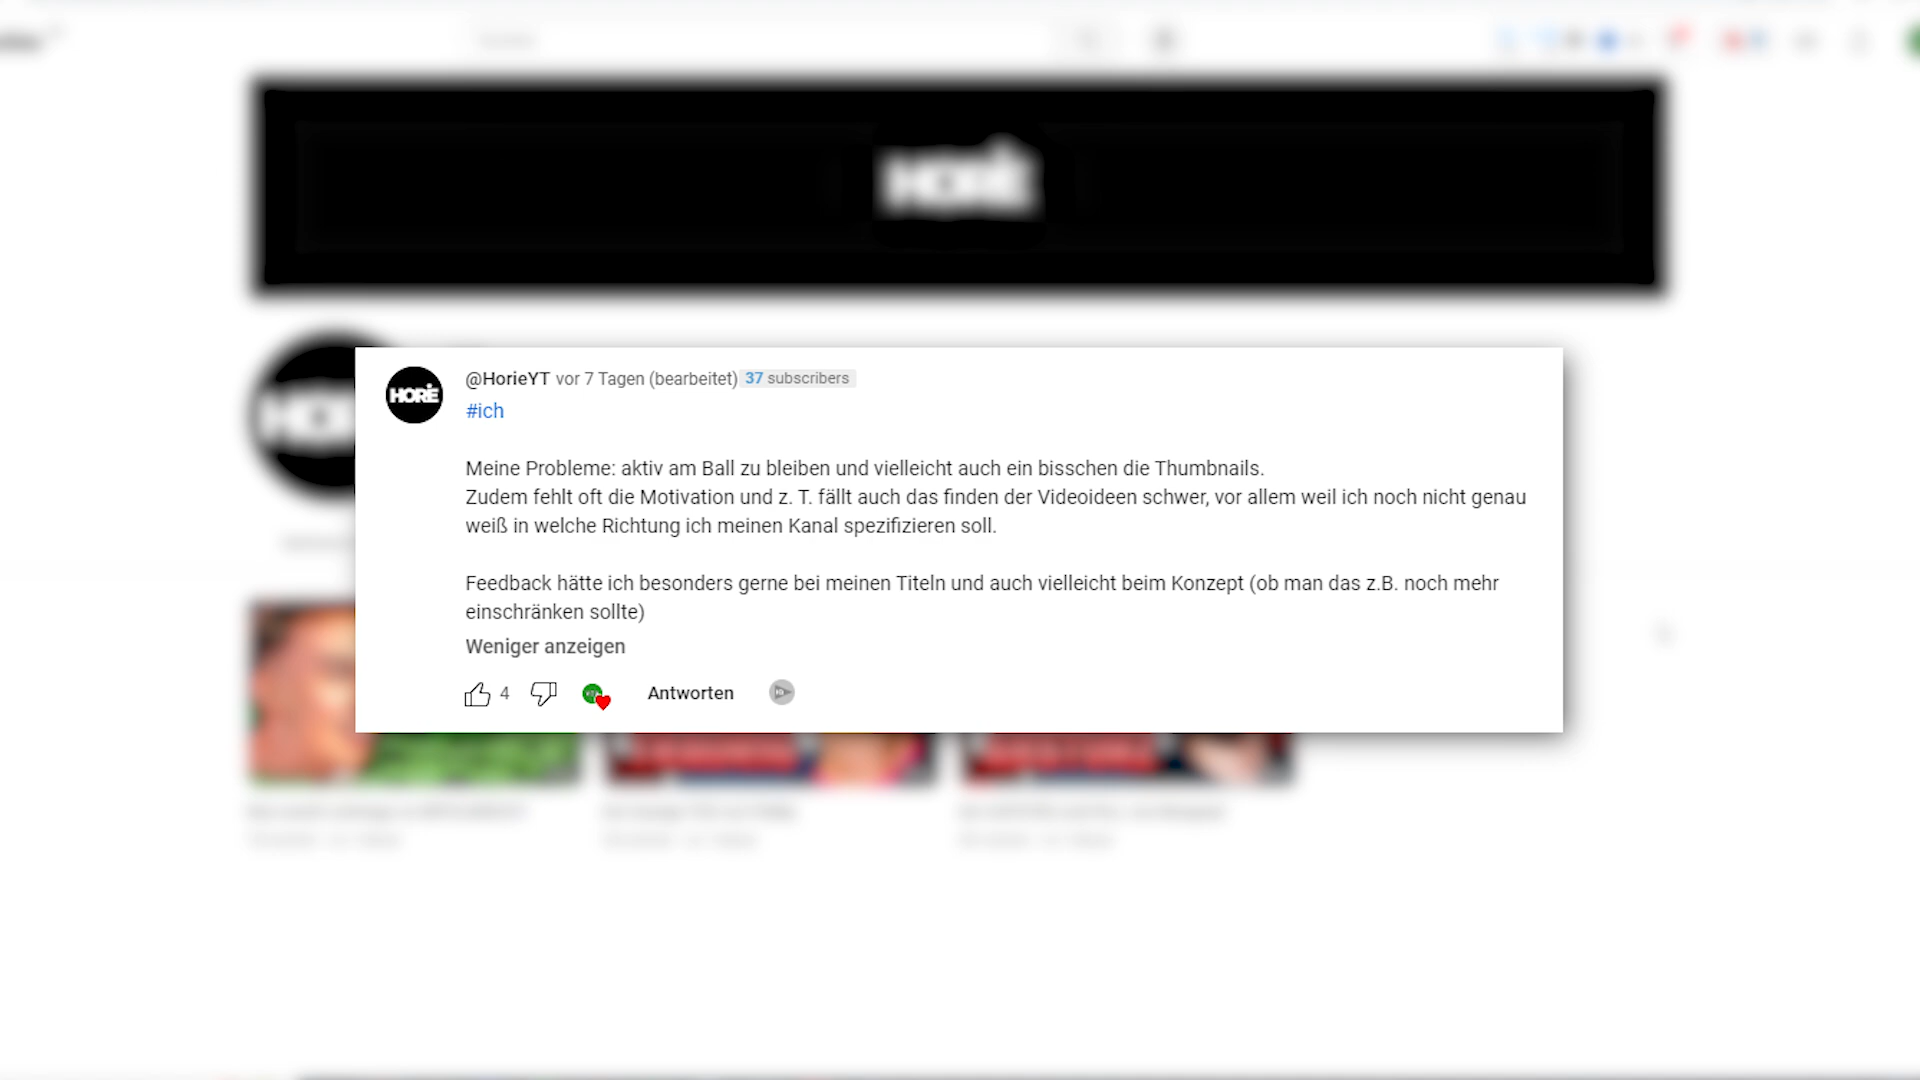 HORIE
HORIE
@HorieYT vor 7 Tagen (bearbeitet) 37 subscribers
#ich
Meine Probleme: aktiv am Ball zu bleiben und vielleicht auch ein bisschen die Thumbnails.
Zudem fehlt oft die Motivation und z. T. fällt auch das finden der Videoideen schwer, vor allem weil ich noch nicht genau
weiß in welche Richtung ich meinen Kanal spezifizieren soll.
Feedback hätte ich besonders gerne bei meinen Titeln und auch vielleicht beim Konzept (ob man das z.B. noch mehr
einschränken sollte)
Weniger anzeigen
4
Antworten